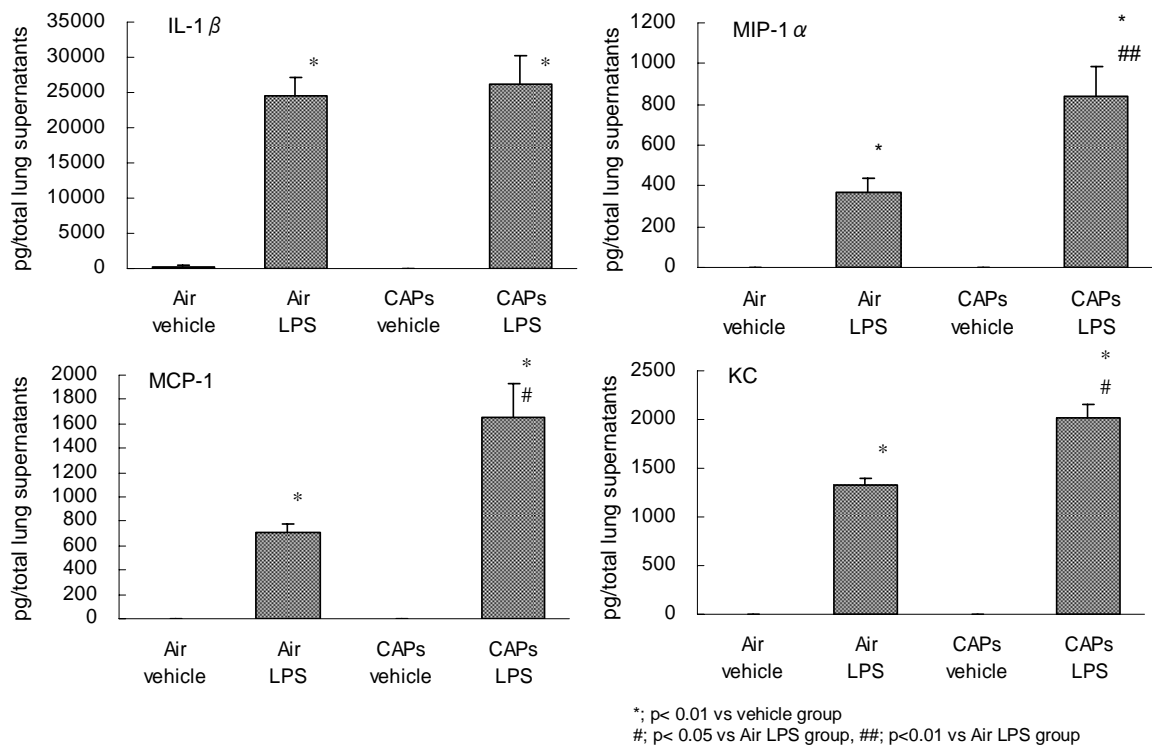 IL-1 β
pg/total lung supernatants
35000
30000
25000
20000
15000
10000
5000
0
*
*
Air
vehicle
Air
LPS
CAPs
vehicle
CAPs
LPS
MIP-1 α
pg/total lung supernatants
1200
1000
800
600
400
200
0
*
*
##
Air
vehicle
Air
LPS
CAPs
vehicle
CAPs
LPS
MCP-1
pg/total lung supernatants
2000
1800
1600
1400
1200
1000
800
600
400
200
0
*
*
#
Air
vehicle
Air
LPS
CAPs
vehicle
CAPs
LPS
KC
pg/total lung supernatants
2500
2000
1500
1000
500
0
*
*
#
Air
vehicle
Air
LPS
CAPs
vehicle
CAPs
LPS
*; p< 0.01 vs vehicle group
#; p< 0.05 vs Air LPS group, ##; p<0.01 vs Air LPS group